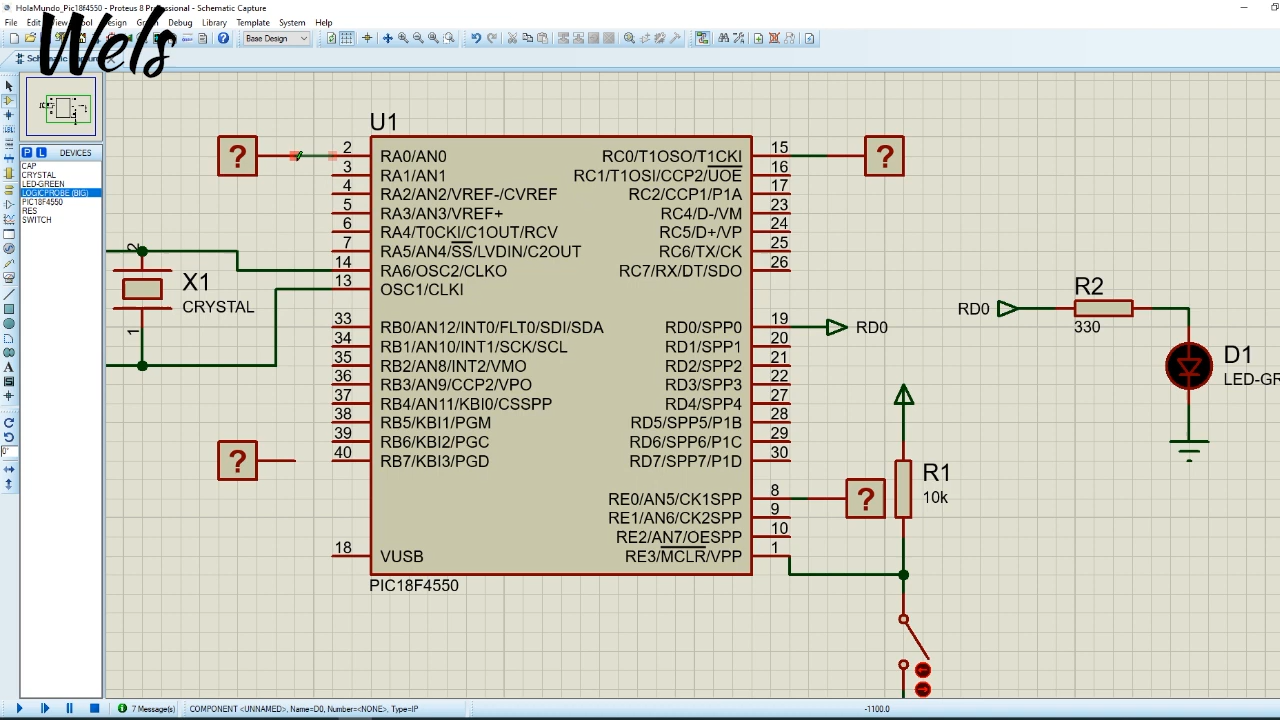 HolaMundo_Pic18f4550 - Proteus 8 Professional - Schematic Capture
File Edit View Tool Design Graph Debug Library Template System Help
Wels
Base Design
Schematic Capture
P L DEVICES
CAP
CRYSTAL
LED-GREEN
LOGICPROBE (BIG)
PIC18F4550
RES
SWITCH
U1
? 2 RA0/AN0
3 RA1/AN1
4 RA2/AN2/VREF-/CVREF
5 RA3/AN3/VREF+
6 RA4/T0CKI/C1OUT/RCV
7 RA5/AN4/SS/LVDIN/C2OUT
14 RA6/OSC2/CLKO
13 OSC1/CLKI
33 RB0/AN12/INT0/FLT0/SDI/SDA
34 RB1/AN10/INT1/SCK/SCL
35 RB2/AN8/INT2/VMO
36 RB3/AN9/CCP2/VPO
37 RB4/AN11/KBI0/CSSPP
38 RB5/KBI1/PGM
39 RB6/KBI2/PGC
? 40 RB7/KBI3/PGD
18 VUSB
RC0/T1OSO/T1CKI 15 ?
RC1/T1OSI/CCP2/UOE 16
RC2/CCP1/P1A 17
RC4/D-/VM 23
RC5/D+/VP 24
RC6/TX/CK 25
RC7/RX/DT/SDO 26
RD0/SPP0 19 RD0
RD1/SPP1 20
RD2/SPP2 21
RD3/SPP3 22
RD4/SPP4 27
RD5/SPP5/P1B 28
RD6/SPP6/P1C 29
RD7/SPP7/P1D 30
RE0/AN5/CK1SPP 8 ?
RE1/AN6/CK2SPP 9
RE2/AN7/OESPP 10
RE3/MCLR/VPP 1
PIC18F4550
2
X1
CRYSTAL
1
R1
10k
RD0
R2
330
D1
LED-GR
0°
7 Message(s)
COMPONENT <UNNAMED>, Name=D0, Number=<NONE>, Type=IP
-1100.0